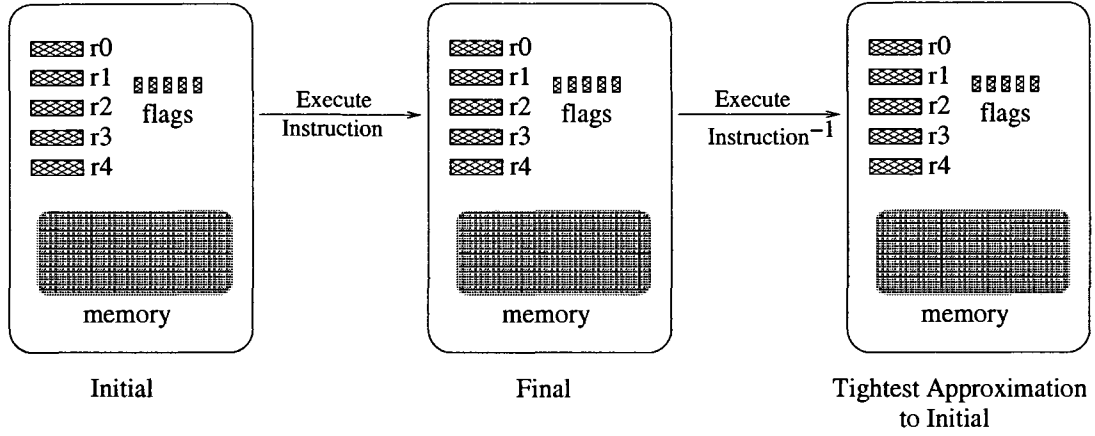 r0
r1
r2
r3
r4
flags
memory
Initial
Execute
Instruction
r0
r1
r2
r3
r4
flags
memory
Final
Execute
Instruction⁻¹
r0
r1
r2
r3
r4
flags
memory
Tightest Approximation
to Initial